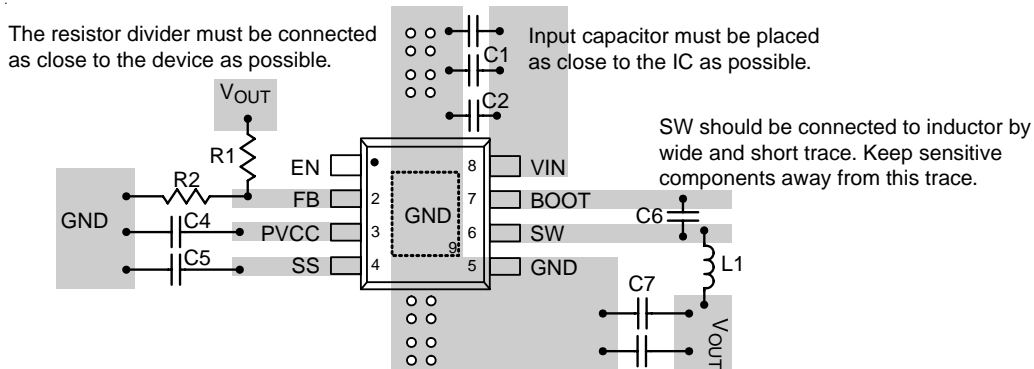 The resistor divider must be connected
as close to the device as possible.
Input capacitor must be placed
as close to the IC as possible.
C1
C2
VOUT
SW should be connected to inductor by
wide and short trace. Keep sensitive
components away from this trace.
R1
EN
8
VIN
R2
FB
2
7
BOOT
GND
GND
C4
PVCC
3
6
SW
C6
9
C5
SS
4
5
GND
L1
C7
VOUT